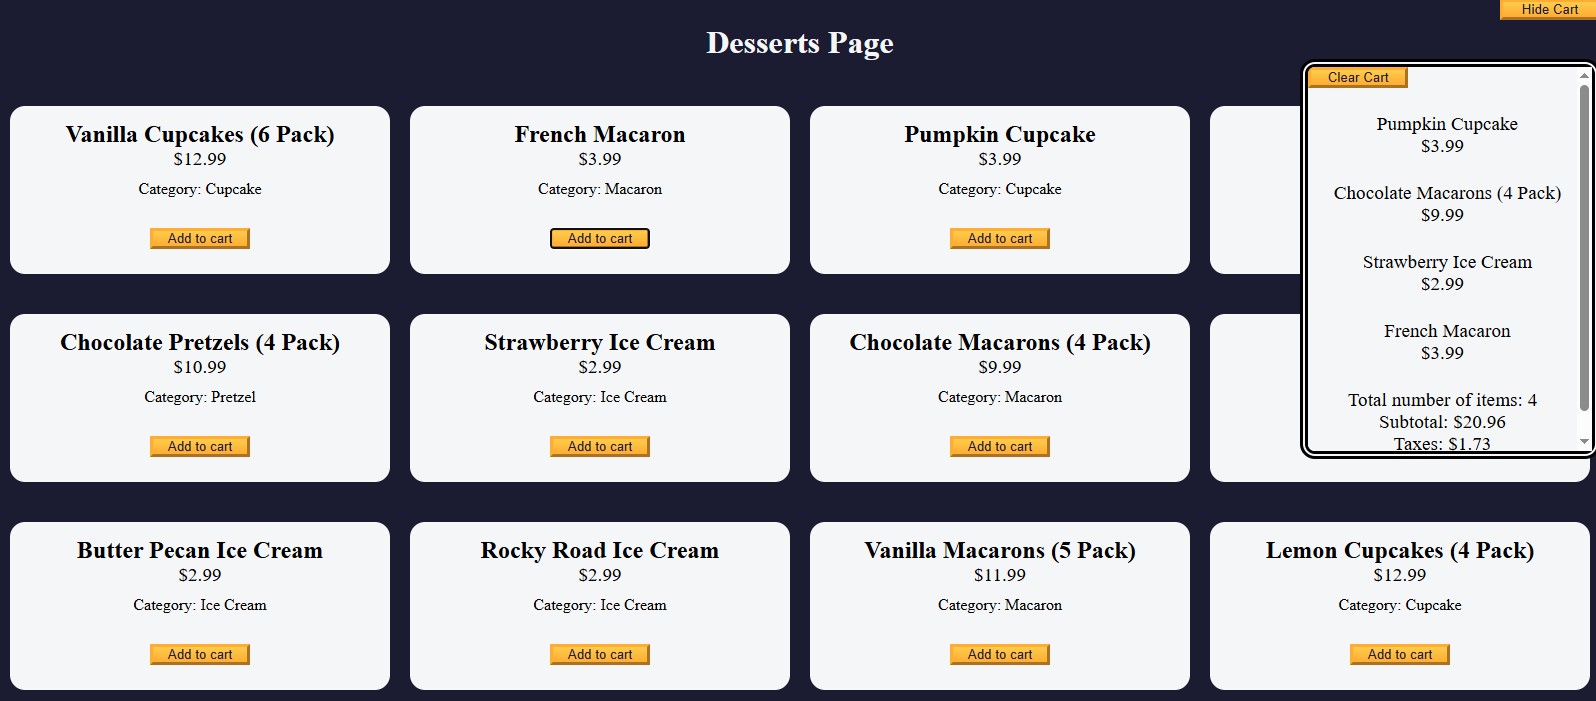 Hide Cart
Desserts Page
Vanilla Cupcakes (6 Pack)
$12.99
Category: Cupcake
Add to cart
French Macaron
$3.99
Category: Macaron
Add to cart
Pumpkin Cupcake
$3.99
Category: Cupcake
Add to cart
Clear Cart
Pumpkin Cupcake
$3.99
Chocolate Macarons (4 Pack)
$9.99
Strawberry Ice Cream
$2.99
French Macaron
$3.99
Total number of items: 4
Subtotal: $20.96
Taxes: $1.73
Chocolate Pretzels (4 Pack)
$10.99
Category: Pretzel
Add to cart
Strawberry Ice Cream
$2.99
Category: Ice Cream
Add to cart
Chocolate Macarons (4 Pack)
$9.99
Category: Macaron
Add to cart
Butter Pecan Ice Cream
$2.99
Category: Ice Cream
Add to cart
Rocky Road Ice Cream
$2.99
Category: Ice Cream
Add to cart
Vanilla Macarons (5 Pack)
$11.99
Category: Macaron
Add to cart
Lemon Cupcakes (4 Pack)
$12.99
Category: Cupcake
Add to cart